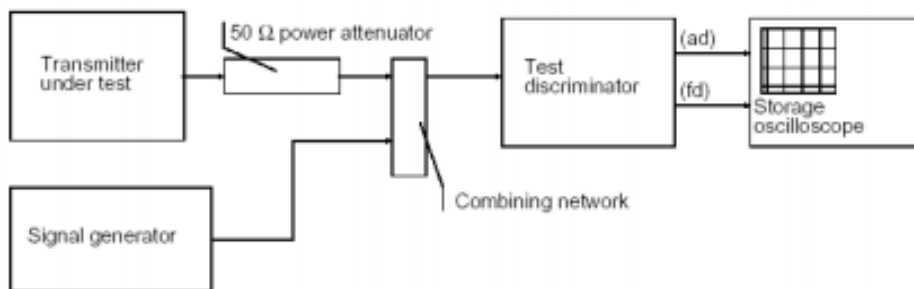 50 Ω power attenuator
Transmitter
under test
Test
discriminator
(ad)
(fd)
Storage
oscilloscope
Combining network
Signal generator